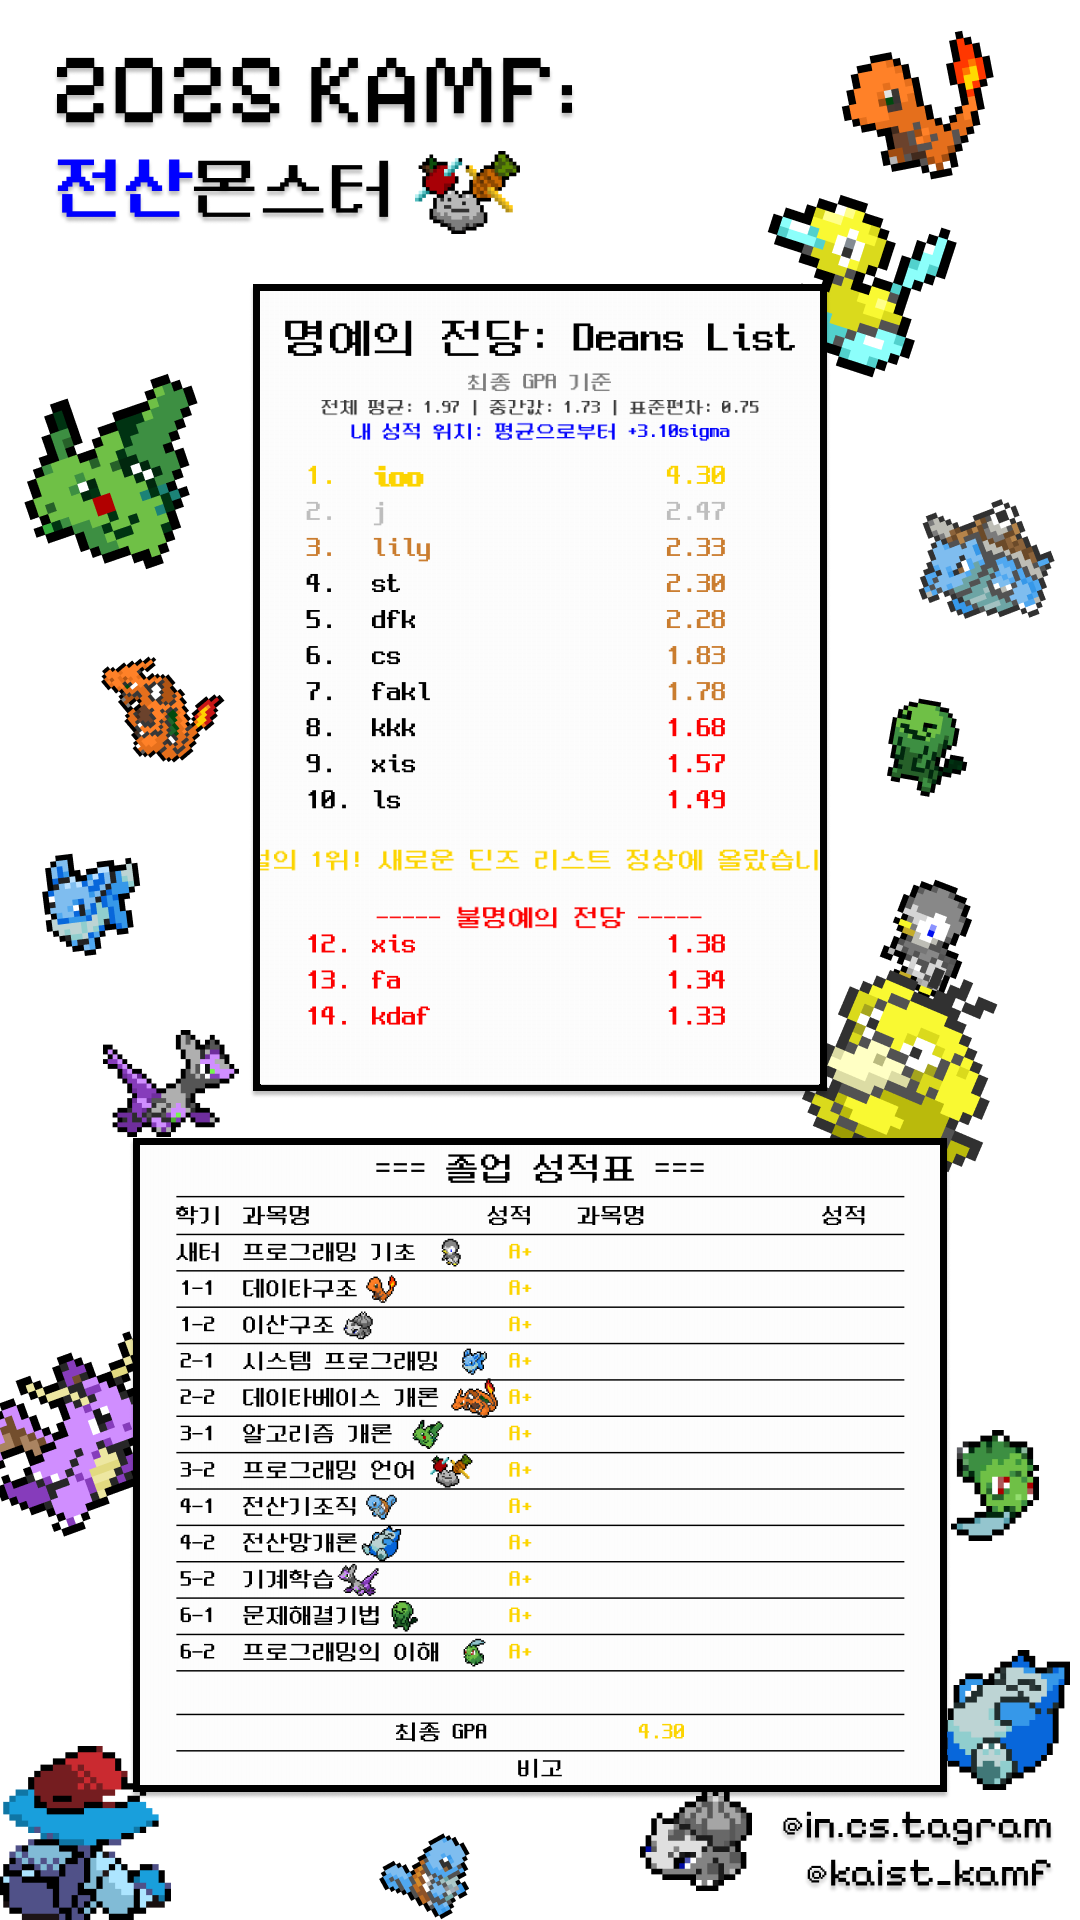 2025 KAMF:
전산몬스터
명예의 전당: Deans List
최종 GPA 기준
전체 평균: 1.97 | 중간값: 1.73 | 표준편차: 0.75
내 성적 위치: 평균으로부터 +3.10sigma
1. ioo 4.30
2. j 2.47
3. lily 2.33
4. st 2.30
5. dfk 2.28
6. cs 1.83
7. fakl 1.78
8. kkk 1.68
9. xis 1.57
10. ls 1.49
설의 1위! 새로운 딘즈 리스트 정상에 올랐습니
----- 불명예의 전당 -----
12. xis 1.38
13. fa 1.34
14. kdaf 1.33
=== 졸업 성적표 ===
학기 과목명 성적 과목명 성적
새터 프로그래밍 기초 A+
1-1 데이타구조 A+
1-2 이산구조 A+
2-1 시스템 프로그래밍 A+
2-2 데이타베이스 개론 A+
3-1 알고리즘 개론 A+
3-2 프로그래밍 언어 A+
4-1 전산기조직 A+
4-2 전산망개론 A+
5-2 기계학습 A+
6-1 문제해결기법 A+
6-2 프로그래밍의 이해 A+
최종 GPA 4.30
비고
@in.cs.tagram
@kaist_kamf